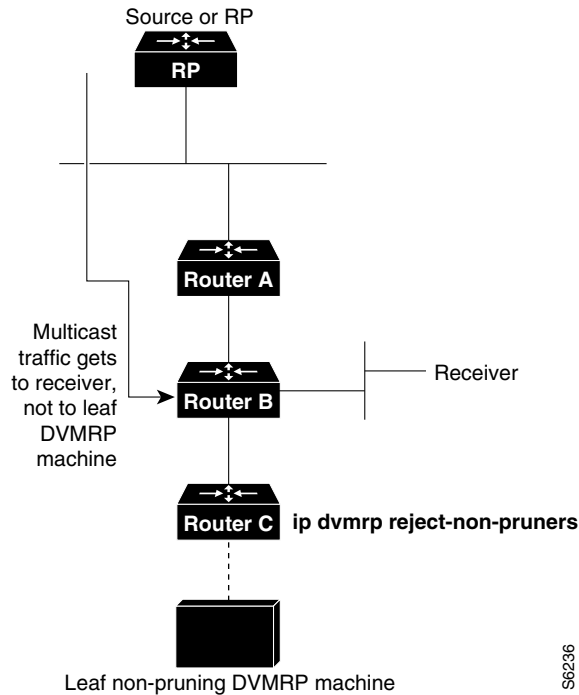 Source or RP
RP
Router A
Multicast
traffic gets
to receiver,
not to leaf
DVMRP
machine
Router B
Receiver
Router C
ip dvmrp reject-non-pruners
Leaf non-pruning DVMRP machine
S6236